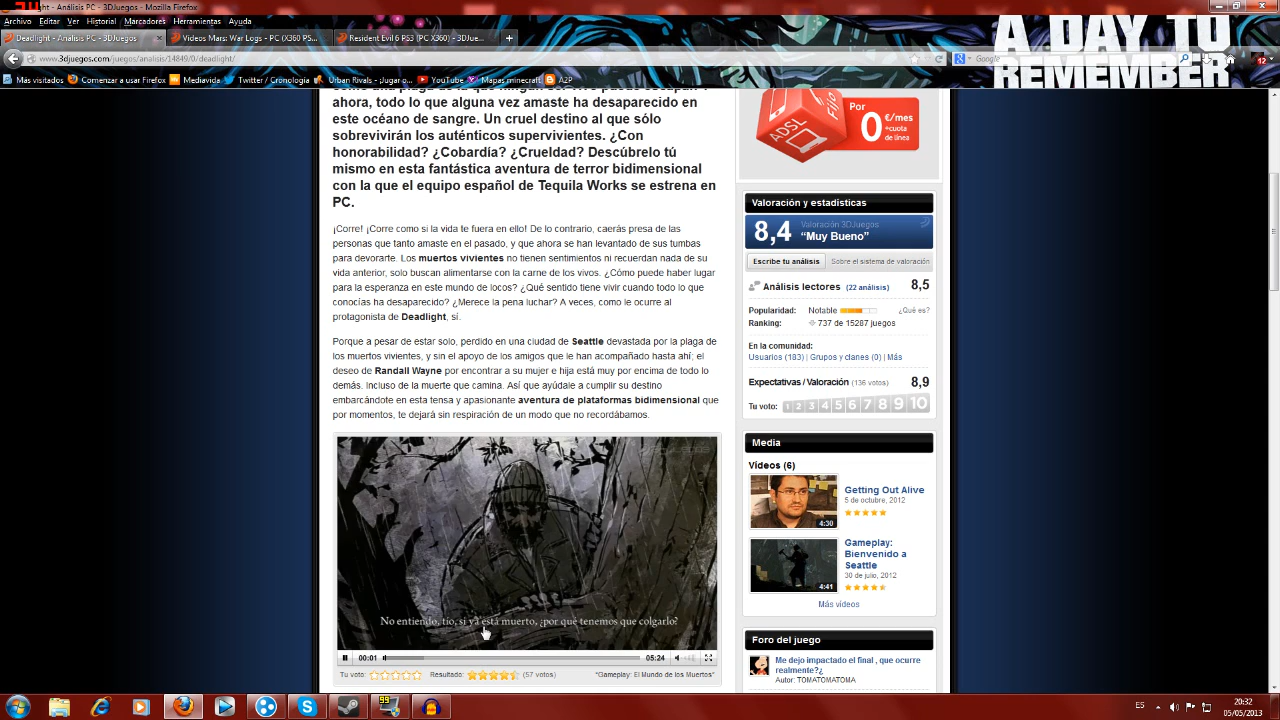 light - Análisis PC - 3DJuegos - Mozilla Firefox
Archivo Editar Ver Historial Marcadores Herramientas Ayuda
Deadlight - Análisis PC - 3DJuegos
Vídeos Mars: War Logs - PC (X360 PS...
Resident Evil 6 PS3 (PC X360) - 3DJue...
www.3djuegos.com/juegos/analisis/14849/0/deadlight/
Google
12
Más visitados Comenzar a usar Firefox Mediavida Twitter / Cronología Urban Rivals - ¡Jugar o... YouTube Mapas minecraft A2P
A DAY TO
REMEMBER
ahora, todo lo que alguna vez amaste ha desaparecido en
este océano de sangre. Un cruel destino al que sólo
sobrevivirán los auténticos supervivientes. ¿Con
honorabilidad? ¿Cobardía? ¿Crueldad? Descúbrelo tú
mismo en esta fantástica aventura de terror bidimensional
con la que el equipo español de Tequila Works se estrena en
PC.
¡Corre! ¡Corre como si la vida te fuera en ello! De lo contrario, caerás presa de las
personas que tanto amaste en el pasado, y que ahora se han levantado de sus tumbas
para devorarte. Los muertos vivientes no tienen sentimientos ni recuerdan nada de su
vida anterior, solo buscan alimentarse con la carne de los vivos. ¿Cómo puede haber lugar
para la esperanza en este mundo de locos? ¿Qué sentido tiene vivir cuando todo lo que
conocías ha desaparecido? ¿Merece la pena luchar? A veces, como le ocurre al
protagonista de Deadlight, sí.
Porque a pesar de estar solo, perdido en una ciudad de Seattle devastada por la plaga de
los muertos vivientes, y sin el apoyo de los amigos que le han acompañado hasta ahí; el
deseo de Randall Wayne por encontrar a su mujer e hija está muy por encima de todo lo
demás. Incluso de la muerte que camina. Así que ayúdale a cumplir su destino
embarcándote en esta tensa y apasionante aventura de plataformas bidimensional que
por momentos, te dejará sin respiración de un modo que no recordábamos.
No entiendo, tío, si ya está muerto, ¿por qué tenemos que colgarlo?
00:01 05:24
Tu voto: Resultado: (57 votos) "Gameplay: El Mundo de los Muertos"
ADSL
FIJO
Por
0 €/mes
+cuota
de línea
Valoración y estadísticas
8,4
Valoración 3DJuegos:
“Muy Bueno”
Escribe tu análisis Sobre el sistema de valoración
Análisis lectores (22 análisis) 8,5
Popularidad: Notable ¿Qué es?
Ranking: 737 de 15287 juegos
En la comunidad:
Usuarios (183) | Grupos y clanes (0) | Más
Expectativas / Valoración (136 votos) 8,9
Tu voto: 1 2 3 4 5 6 7 8 9 10
Media
Vídeos (6)
Getting Out Alive
5 de octubre, 2012
4:30
Gameplay:
Bienvenido a
Seattle
30 de julio, 2012
4:41
Más vídeos
Foro del juego
Me dejo impactado el final , que ocurre
realmente?¿
Autor: TOMATOMATOMA
99
ES
20:32
05/05/2013